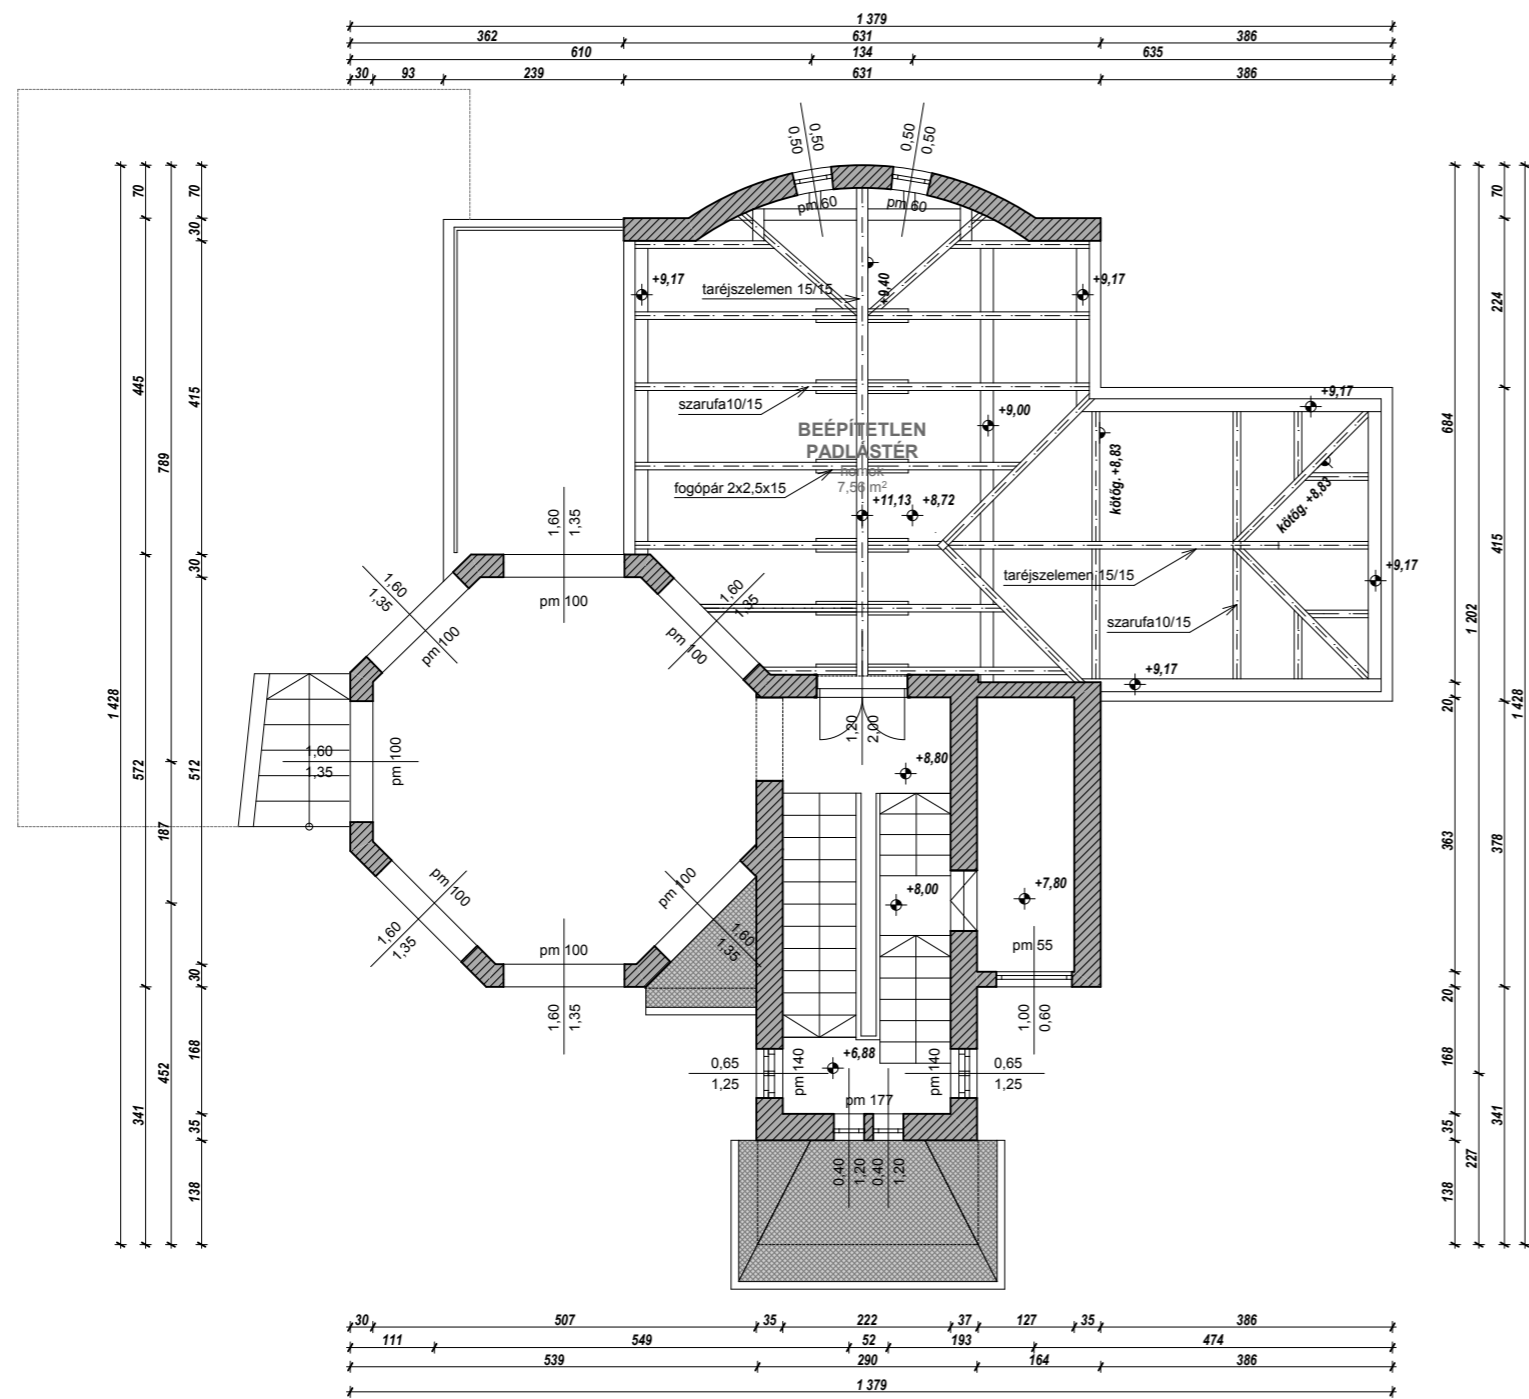 1 379
362 631 386
610 134 635
30 93 239 631 386
0,50 0,50
0,50 0,50
pm 60
pm 60
+9,17
taréjszelemen 15/15
+9,40
+9,17
szarufa10/15
+9,00
+9,17
BEÉPÍTETLEN
PADLÁSTÉR
homok
7,56 m²
kötőg. +8,83
kötőg. +8,83
fogópár 2x2,5x15
+11,13
+8,72
1,60 1,35
pm 100
1,60 1,35
pm 100
1,60 1,35
pm 100
taréjszelemen 15/15
+9,17
szarufa10/15
+9,17
1,60
1,35
pm 100
1,20 2,00
+8,80
+8,00
+7,80
pm 55
1,00 0,60
pm 100
1,60 1,35
pm 100
1,60 1,35
pm 100
1,60 1,35
0,65
1,25
pm 140
+6,88
pm 140
0,65
1,25
pm 177
0,40 1,20 0,40 1,20
1 428
70 445 572 341
789 187 452
70 30 415 30 512 30 168 35 138
684 20 363 20 168 35 138
1 202 227
70 224 415 378 341
1 428
30 507 35 222 37 127 35 386
111 549 52 193 474
539 290 164 386
1 379